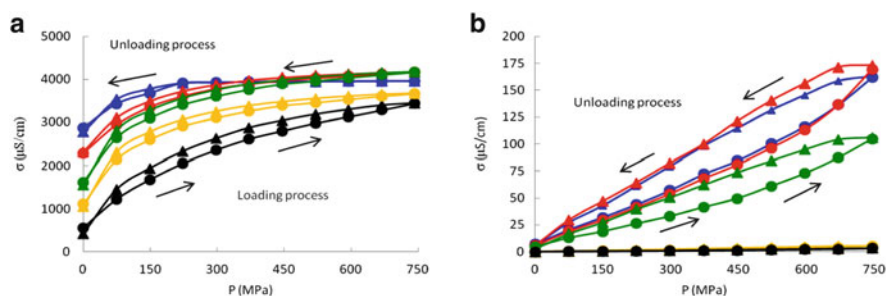 a
5000
4000
3000
2000
1000
0
σ (µS/cm)
Unloading process
Loading process
0 150 300 450 600 750
P (MPa)
b
200
175
150
125
100
75
50
25
0
σ (µS/cm)
Unloading process
0 150 300 450 600 750
P (MPa)